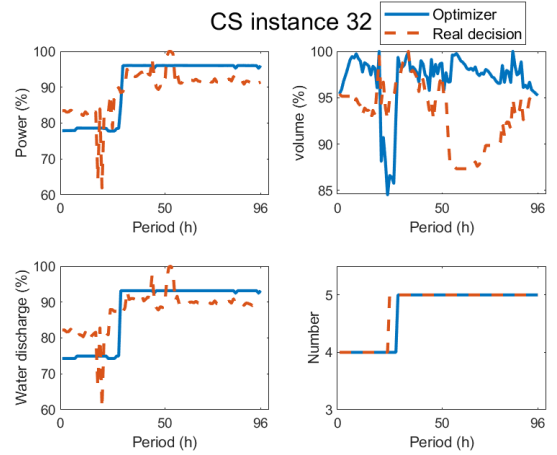 CS instance 32
Optimizer
Real decision
100
90
80
70
60
Power (%)
0
50
96
Period (h)
100
95
90
85
volume (%)
0
50
96
Period (h)
100
90
80
70
60
Water discharge (%)
0
50
96
Period (h)
6
5
4
3
Number
0
50
96
Period (h)